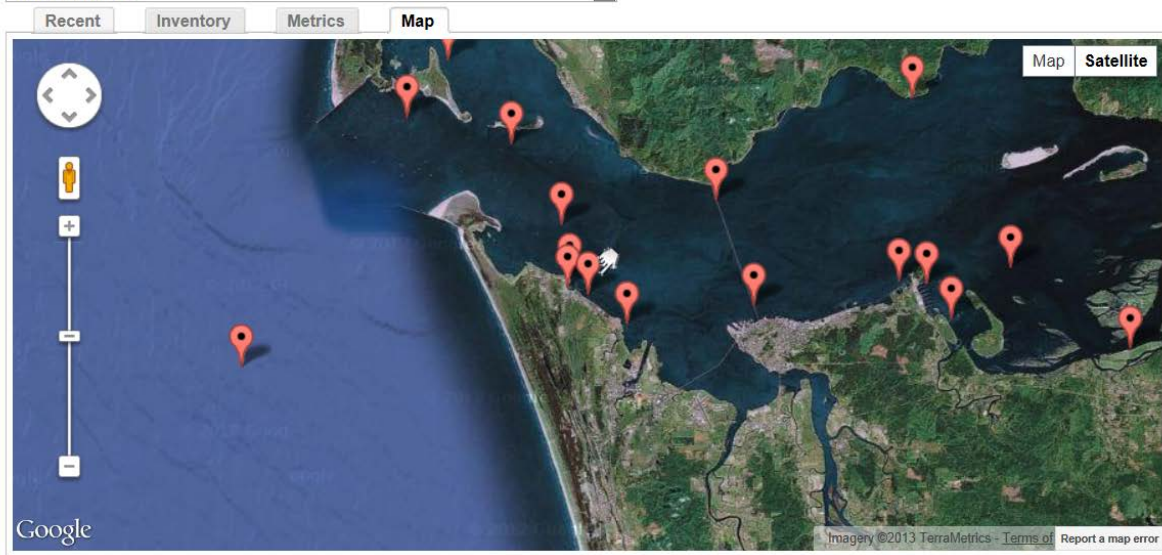 Recent Inventory Metrics Map
Map Satellite
Google
Imagery ©2013 TerraMetrics - Terms of Report a map error